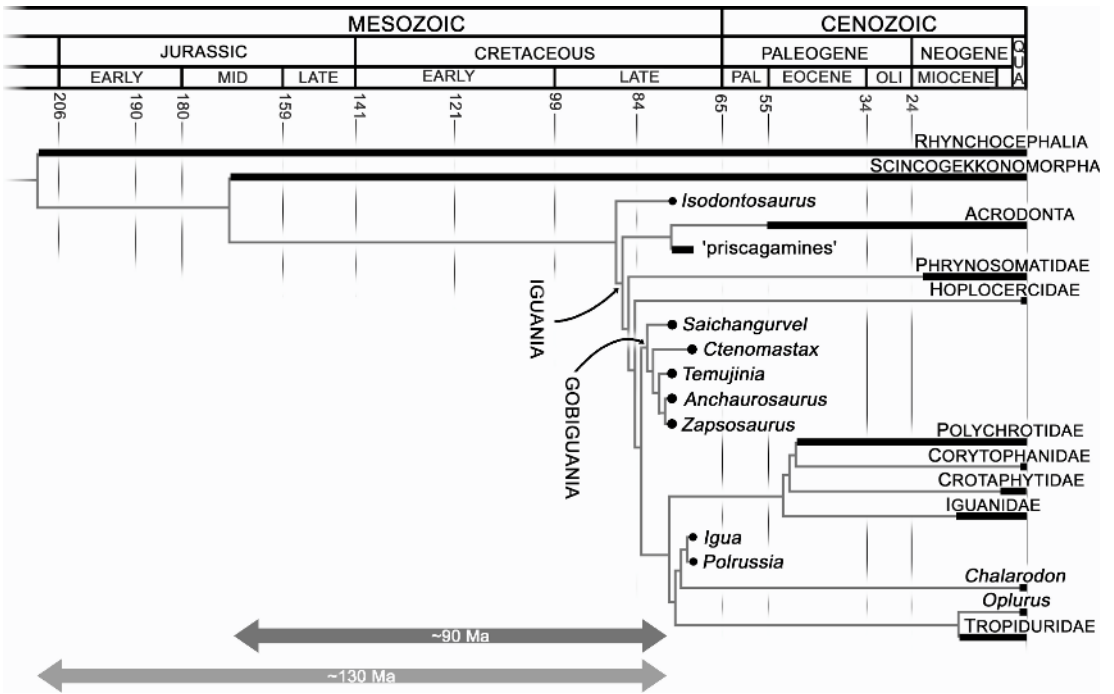 MESOZOIC CENOZOIC
JURASSIC CRETACEOUS PALEOGENE NEOGENE QUA
EARLY MID LATE EARLY LATE PAL EOCENE OLI MIOCENE
206 190 180 159 141 121 99 84 65 55 34 24
RHYNCHOCEPHALIA
SCINCOGEKKONOMORPHA
Isodontosaurus
ACRODONTA
'priscagamines'
PHRYNOSOMATIDAE
HOPLOCERCIDAE
IGUANIA
Saichangurvel
Ctenomastax
Temujinia
Anchaurosaurus
Zapsosaurus
GOBIGUANIA
POLYCHROTIDAE
CORYTOPHANIDAE
CROTAPHYTIDAE
IGUANIDAE
Igua
Polrussia
Chalarodon
Oplurus
TROPIDURIDAE
~90 Ma
~130 Ma